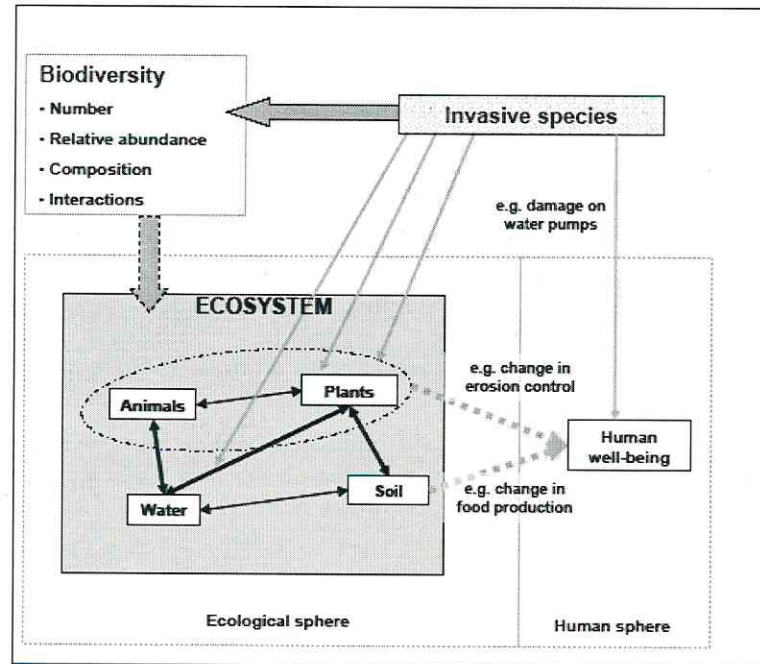 Biodiversity
- Number
- Relative abundance
- Composition
- Interactions
Invasive species
e.g. damage on
water pumps
ECOSYSTEM
Animals
Plants
Water
Soil
e.g. change in
erosion control
e.g. change in
food production
Human
well-being
Ecological sphere
Human sphere